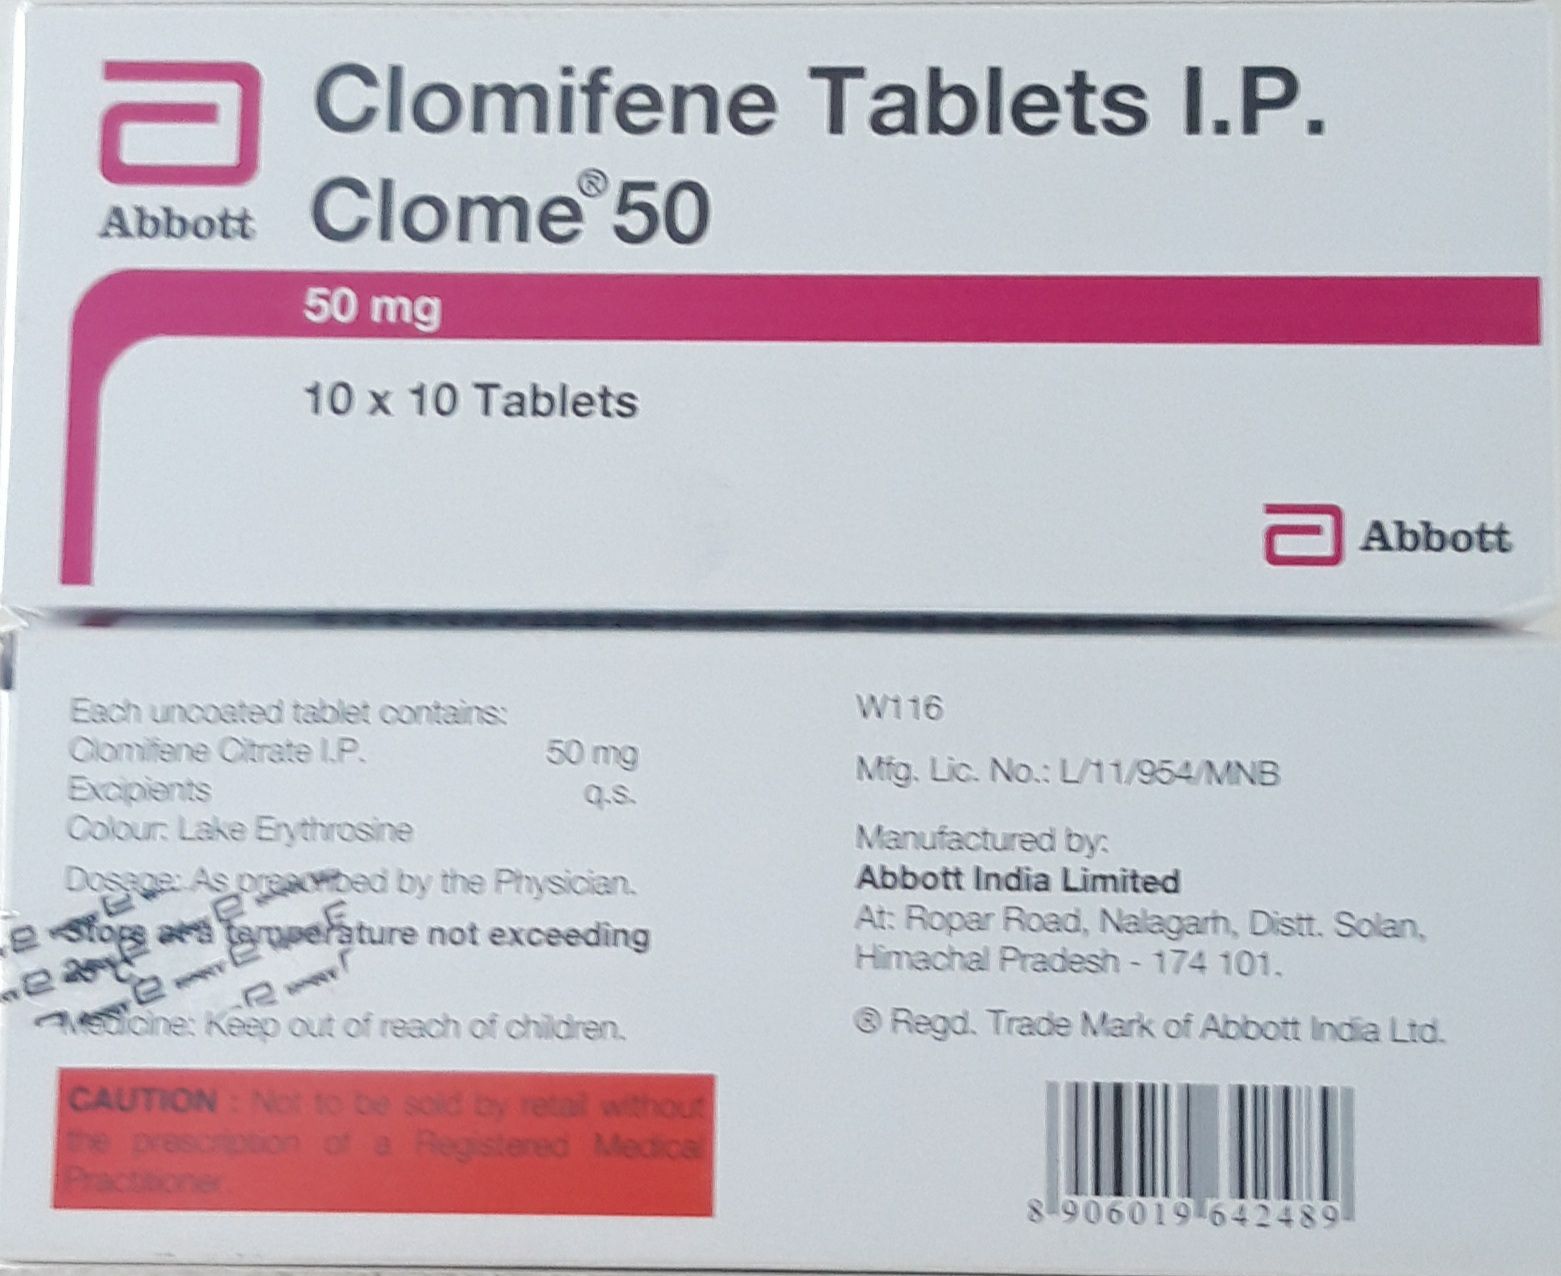 Abbott
Clomifene Tablets I.P.
Clome®50
50 mg
10 x 10 Tablets
Abbott
Each uncoated tablet contains:
Clomifene Citrate I.P. 50 mg
Excipients q.s.
Colour: Lake Erythrosine
Dosage: As prescribed by the Physician.
Store at a temperature not exceeding
25°C
Medicine: Keep out of reach of children.
CAUTION : Not to be sold by retail without
the prescription of a Registered Medical
Practitioner
W116
Mfg. Lic. No.: L/11/954/MNB
Manufactured by:
Abbott India Limited
At: Ropar Road, Nalagarh, Distt. Solan,
Himachal Pradesh - 174 101.
® Regd. Trade Mark of Abbott India Ltd.
8 906019 642489